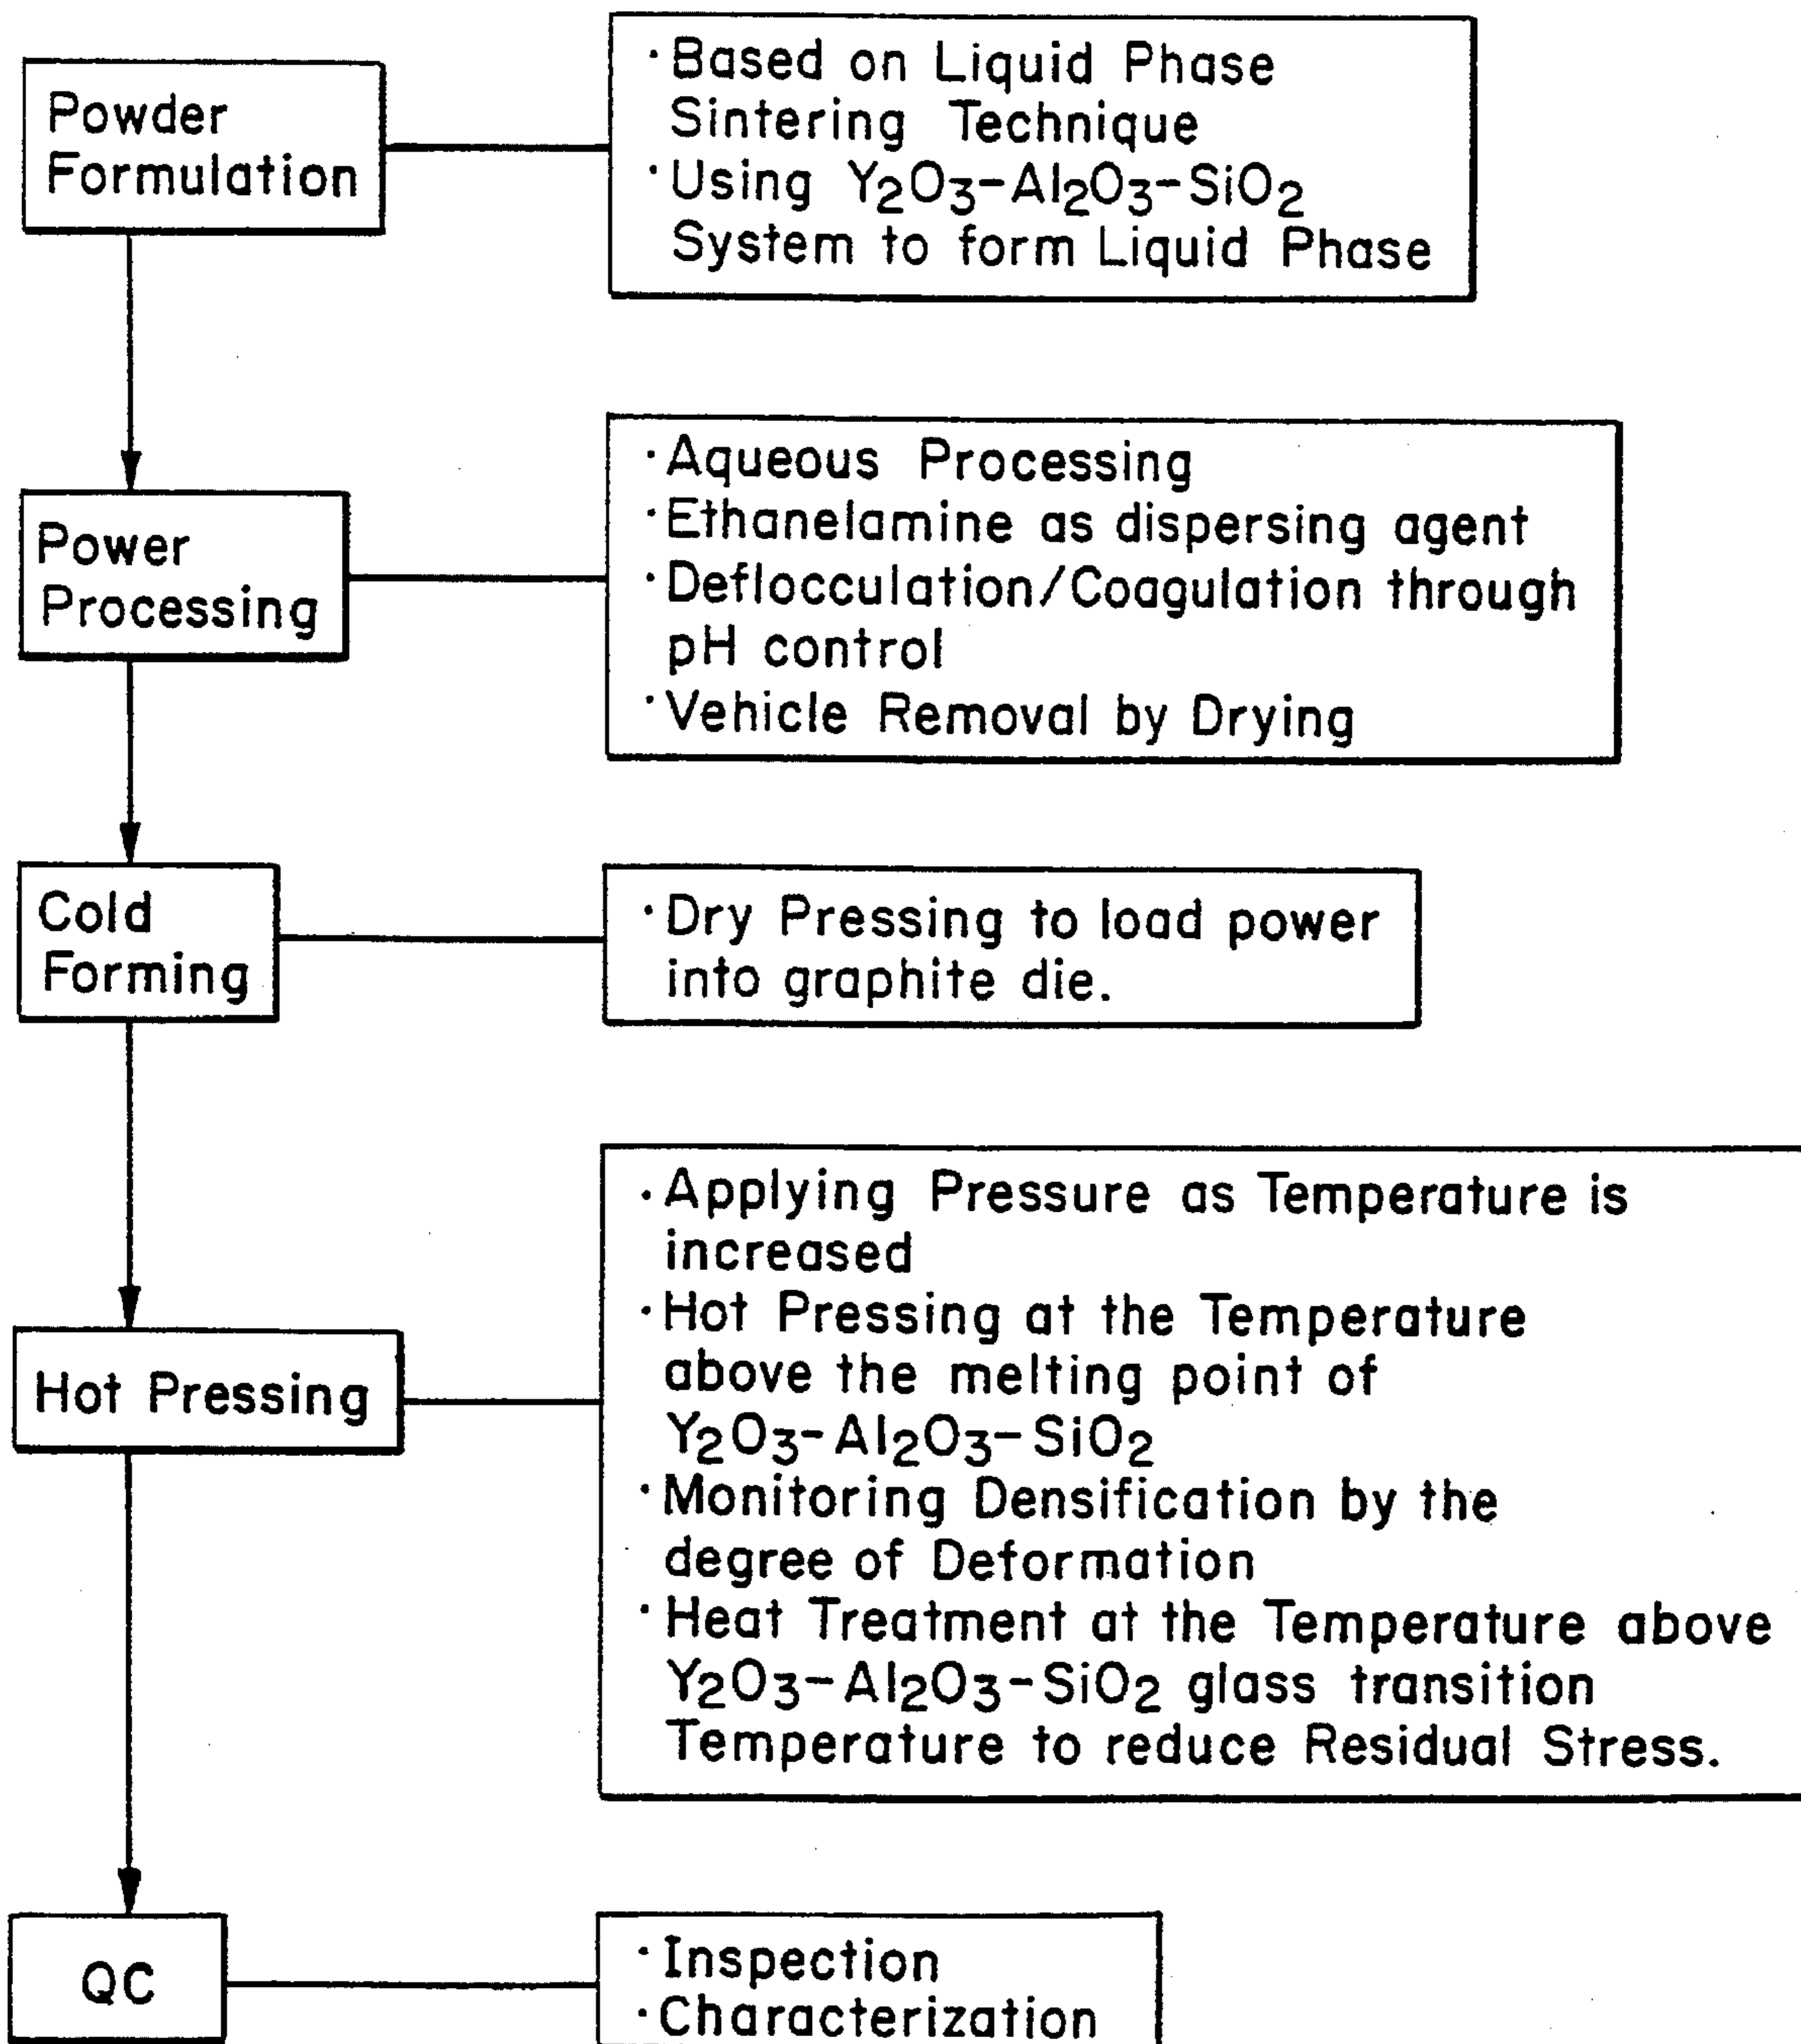 Powder
Formulation
·Based on Liquid Phase
Sintering Technique
·Using Y₂O₃-Al₂O₃-SiO₂
System to form Liquid Phase
Power
Processing
·Aqueous Processing
·Ethanelamine as dispersing agent
·Deflocculation/Coagulation through
pH control
·Vehicle Removal by Drying
Cold
Forming
·Dry Pressing to load power
into graphite die.
Hot Pressing
·Applying Pressure as Temperature is
increased
·Hot Pressing at the Temperature
above the melting point of
Y₂O₃-Al₂O₃-SiO₂
·Monitoring Densification by the
degree of Deformation
·Heat Treatment at the Temperature above
Y₂O₃-Al₂O₃-SiO₂ glass transition
Temperature to reduce Residual Stress.
QC
·Inspection
·Characterization